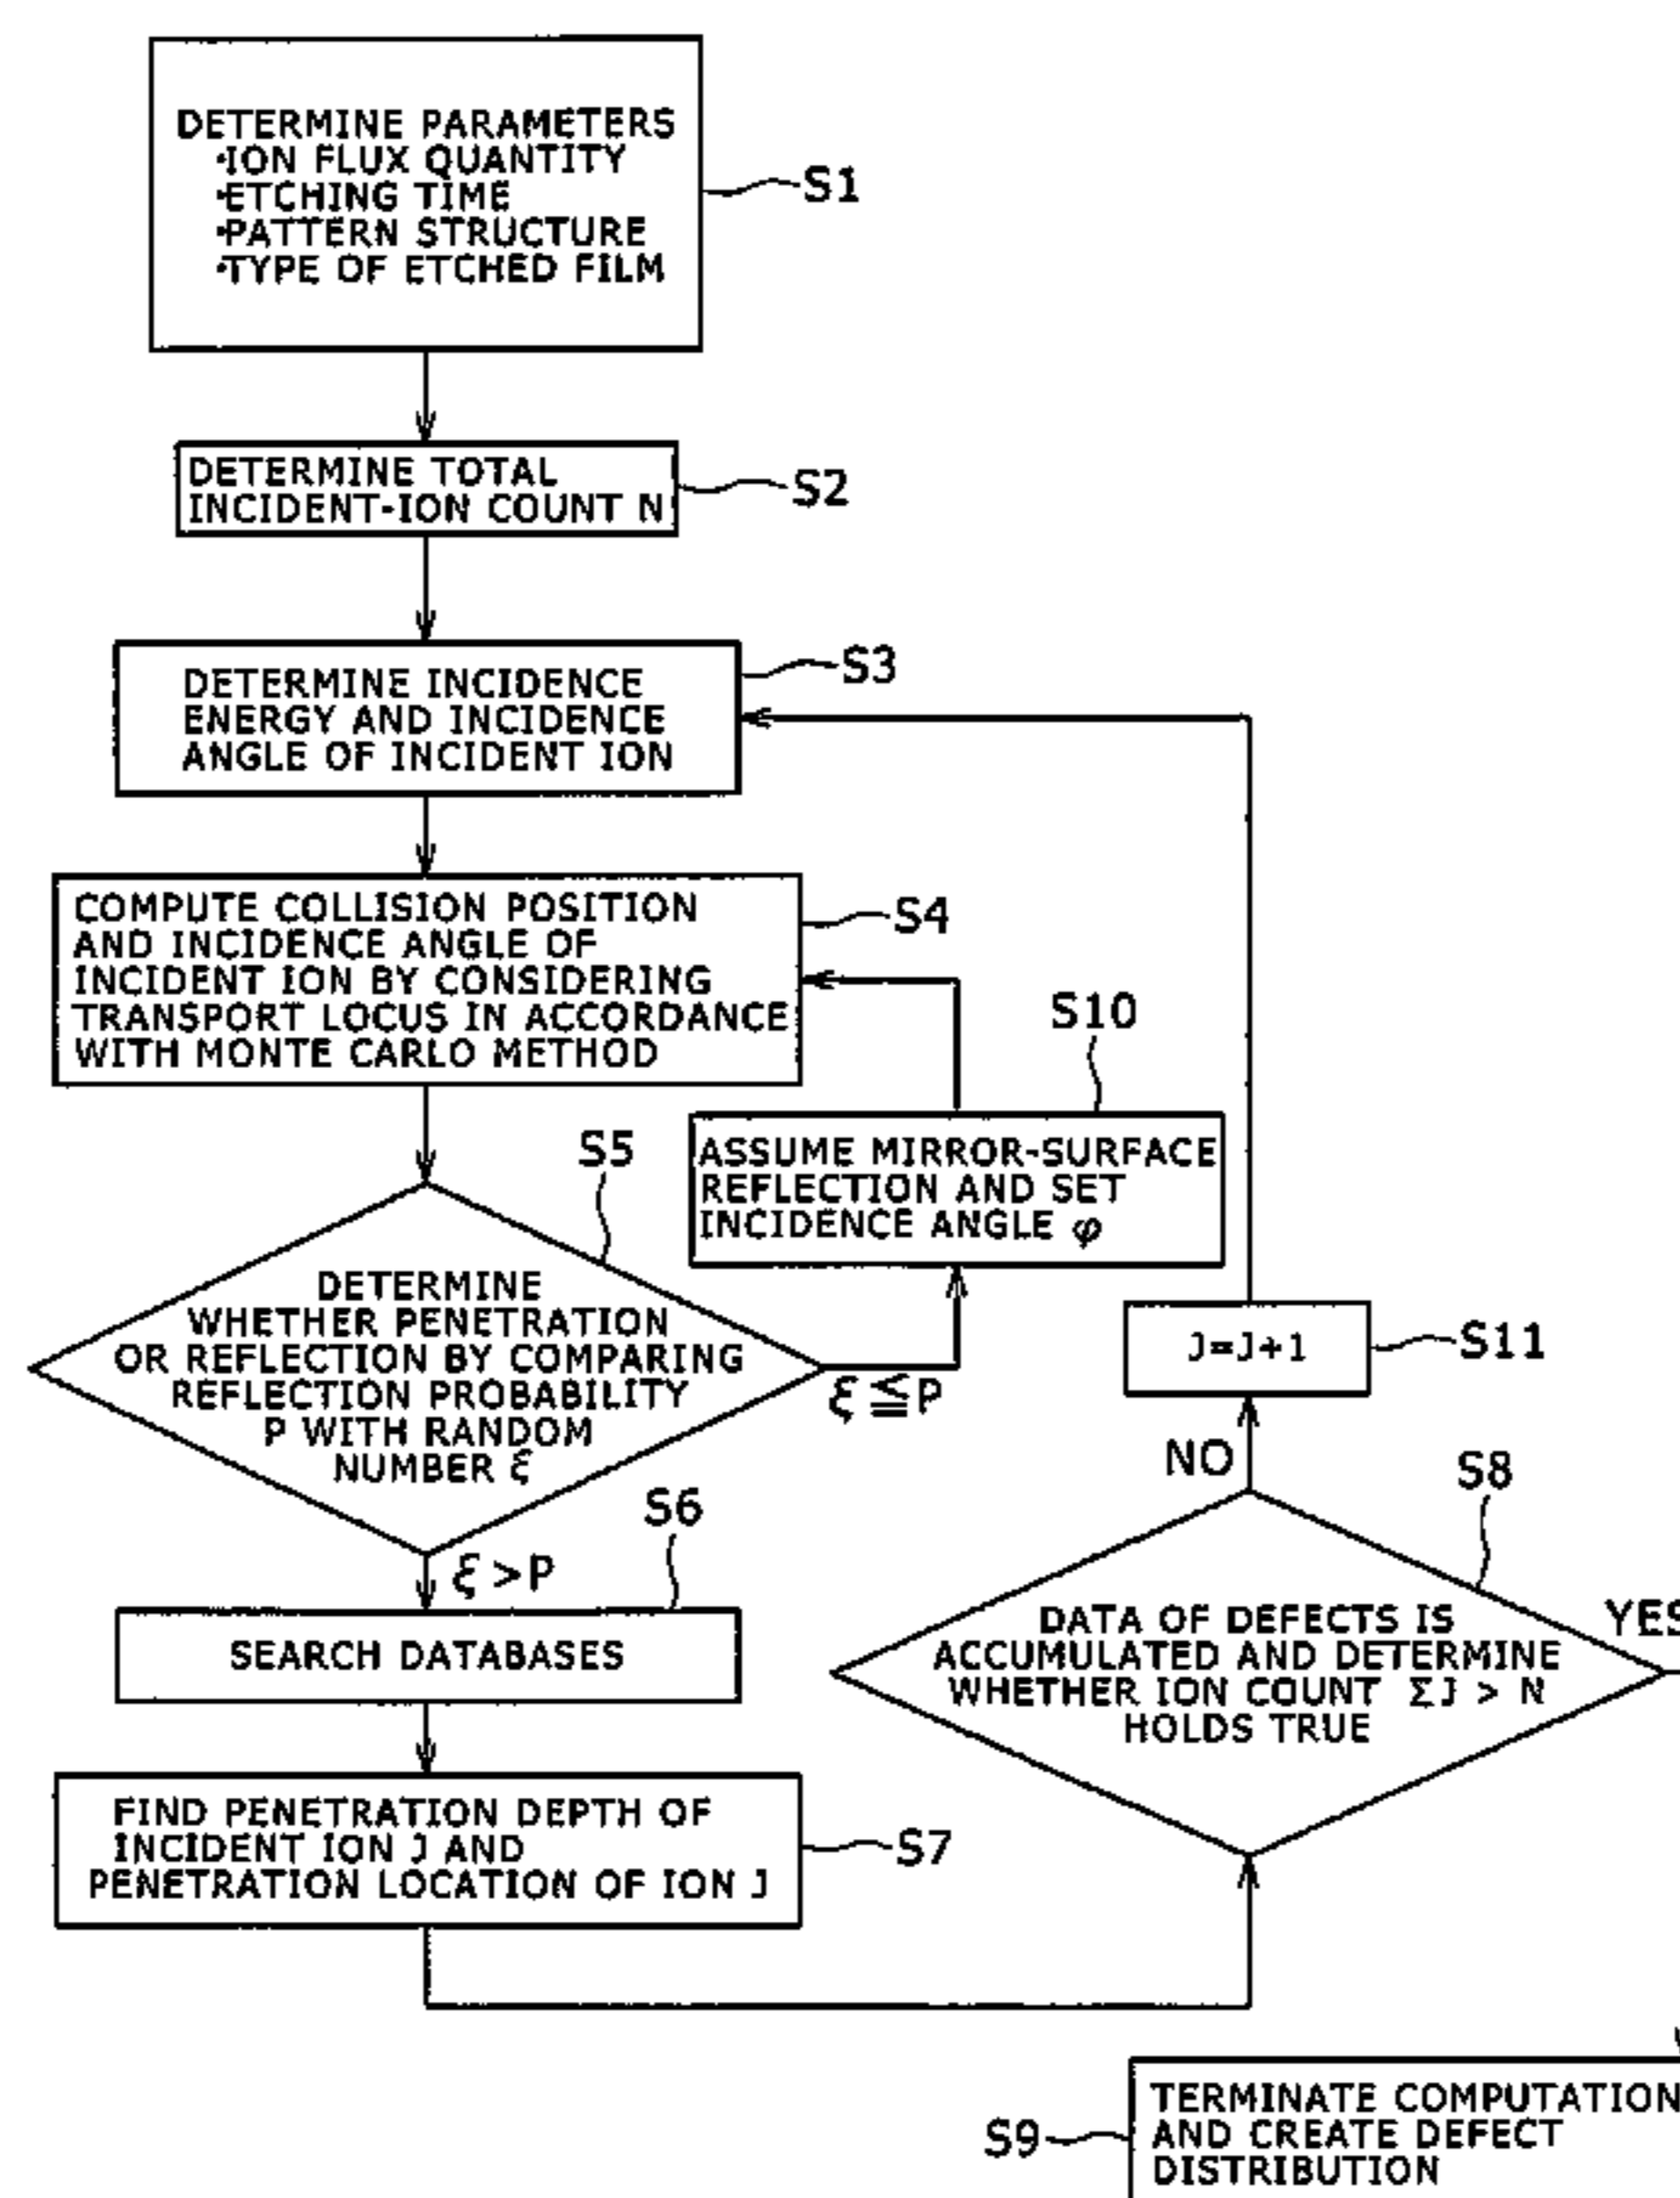 DETERMINE PARAMETERS
·ION FLUX QUANTITY
·ETCHING TIME
·PATTERN STRUCTURE
·TYPE OF ETCHED FILM
S1
DETERMINE TOTAL
INCIDENT-ION COUNT N
S2
DETERMINE INCIDENCE
ENERGY AND INCIDENCE
ANGLE OF INCIDENT ION
S3
COMPUTE COLLISION POSITION
AND INCIDENCE ANGLE OF
INCIDENT ION BY CONSIDERING
TRANSPORT LOCUS IN ACCORDANCE
WITH MONTE CARLO METHOD
S4
S10
ASSUME MIRROR-SURFACE
REFLECTION AND SET
INCIDENCE ANGLE φ
S5
DETERMINE
WHETHER PENETRATION
OR REFLECTION BY COMPARING
REFLECTION PROBABILITY
P WITH RANDOM
NUMBER ξ
ξ≦P
ξ>P
S6
SEARCH DATABASES
FIND PENETRATION DEPTH OF
INCIDENT ION J AND
PENETRATION LOCATION OF ION J
S7
J=J+1
S11
NO
S8
DATA OF DEFECTS IS
ACCUMULATED AND DETERMINE
WHETHER ION COUNT ΣJ > N
HOLDS TRUE
YES
S9
TERMINATE COMPUTATION
AND CREATE DEFECT
DISTRIBUTION